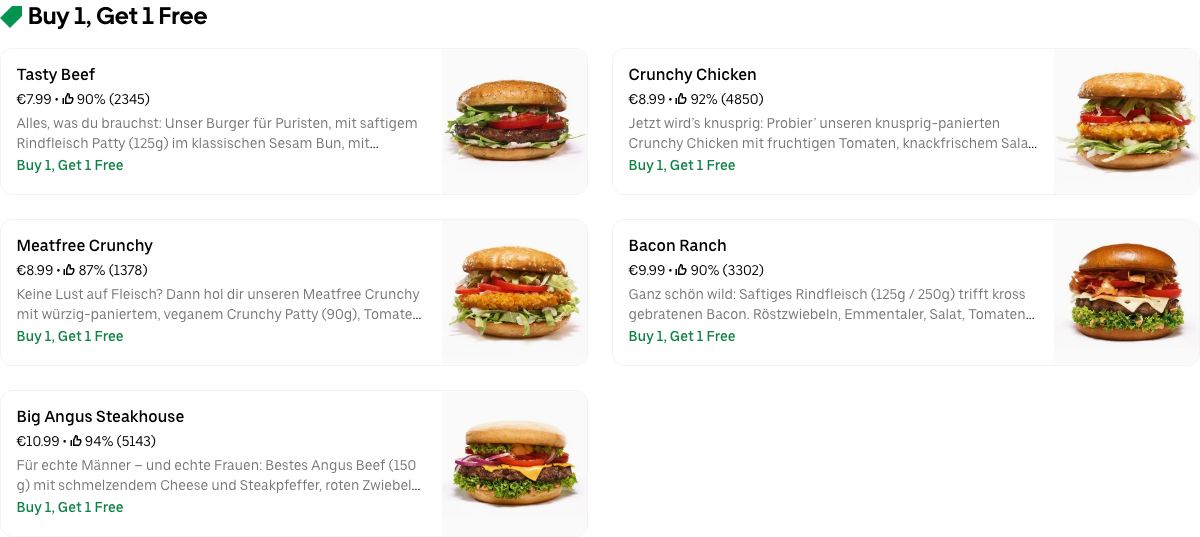 Buy 1, Get 1 Free
Tasty Beef
€7.99 • 90% (2345)
Alles, was du brauchst: Unser Burger für Puristen, mit saftigem
Rindfleisch Patty (125g) im klassischen Sesam Bun, mit...
Buy 1, Get 1 Free
Crunchy Chicken
€8.99 • 92% (4850)
Jetzt wird's knusprig: Probier' unseren knusprig-panierten
Crunchy Chicken mit fruchtigen Tomaten, knackfrischem Sala...
Buy 1, Get 1 Free
Meatfree Crunchy
€8.99 • 87% (1378)
Keine Lust auf Fleisch? Dann hol dir unseren Meatfree Crunchy
mit würzig-paniertem, veganem Crunchy Patty (90g), Tomate...
Buy 1, Get 1 Free
Bacon Ranch
€9.99 • 90% (3302)
Ganz schön wild: Saftiges Rindfleisch (125g / 250g) trifft kross
gebratenen Bacon. Röstzwiebeln, Emmentaler, Salat, Tomaten...
Buy 1, Get 1 Free
Big Angus Steakhouse
€10.99 • 94% (5143)
Für echte Männer – und echte Frauen: Bestes Angus Beef (150
g) mit schmelzendem Cheese und Steakpfeffer, roten Zwiebel...
Buy 1, Get 1 Free